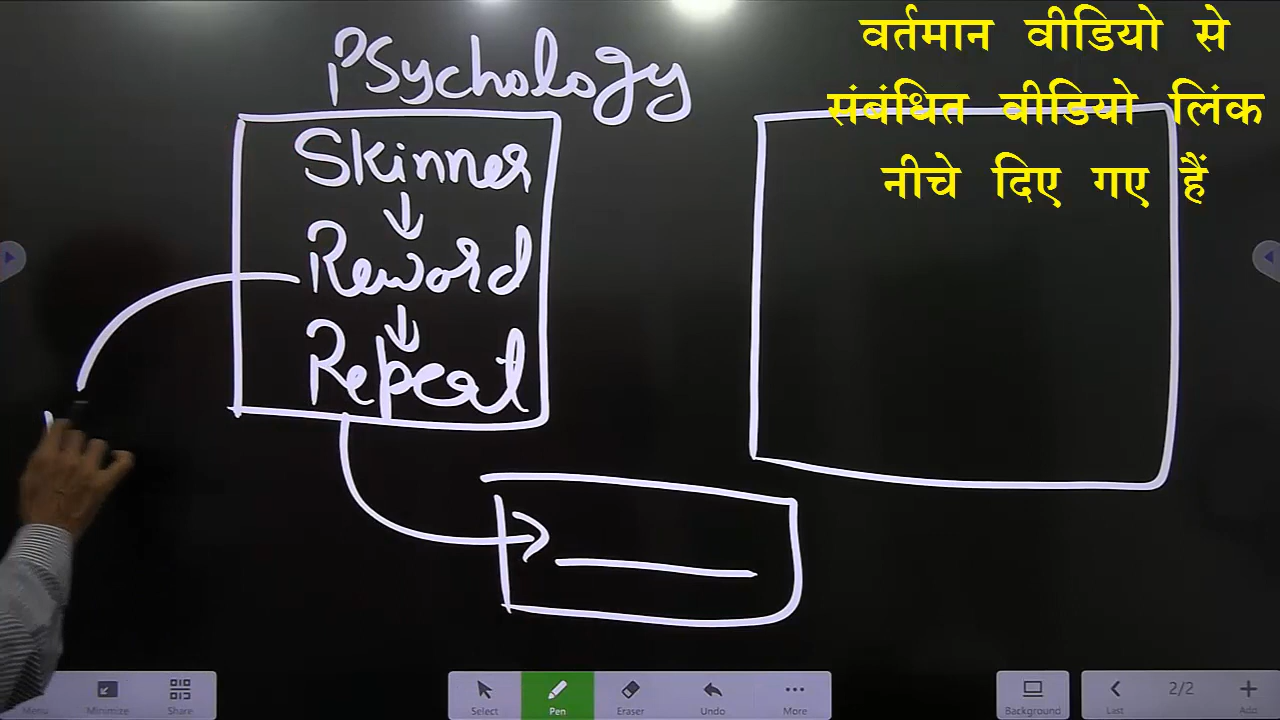 Psychology
Skinner
Reword
Repeat
वर्तमान वीडियो से
संबंधित वीडियो लिंक
नीचे दिए गए हैं
Menu
Minimize
Share
Select
Pen
Eraser
Undo
More
Background
Last
2/2
Add